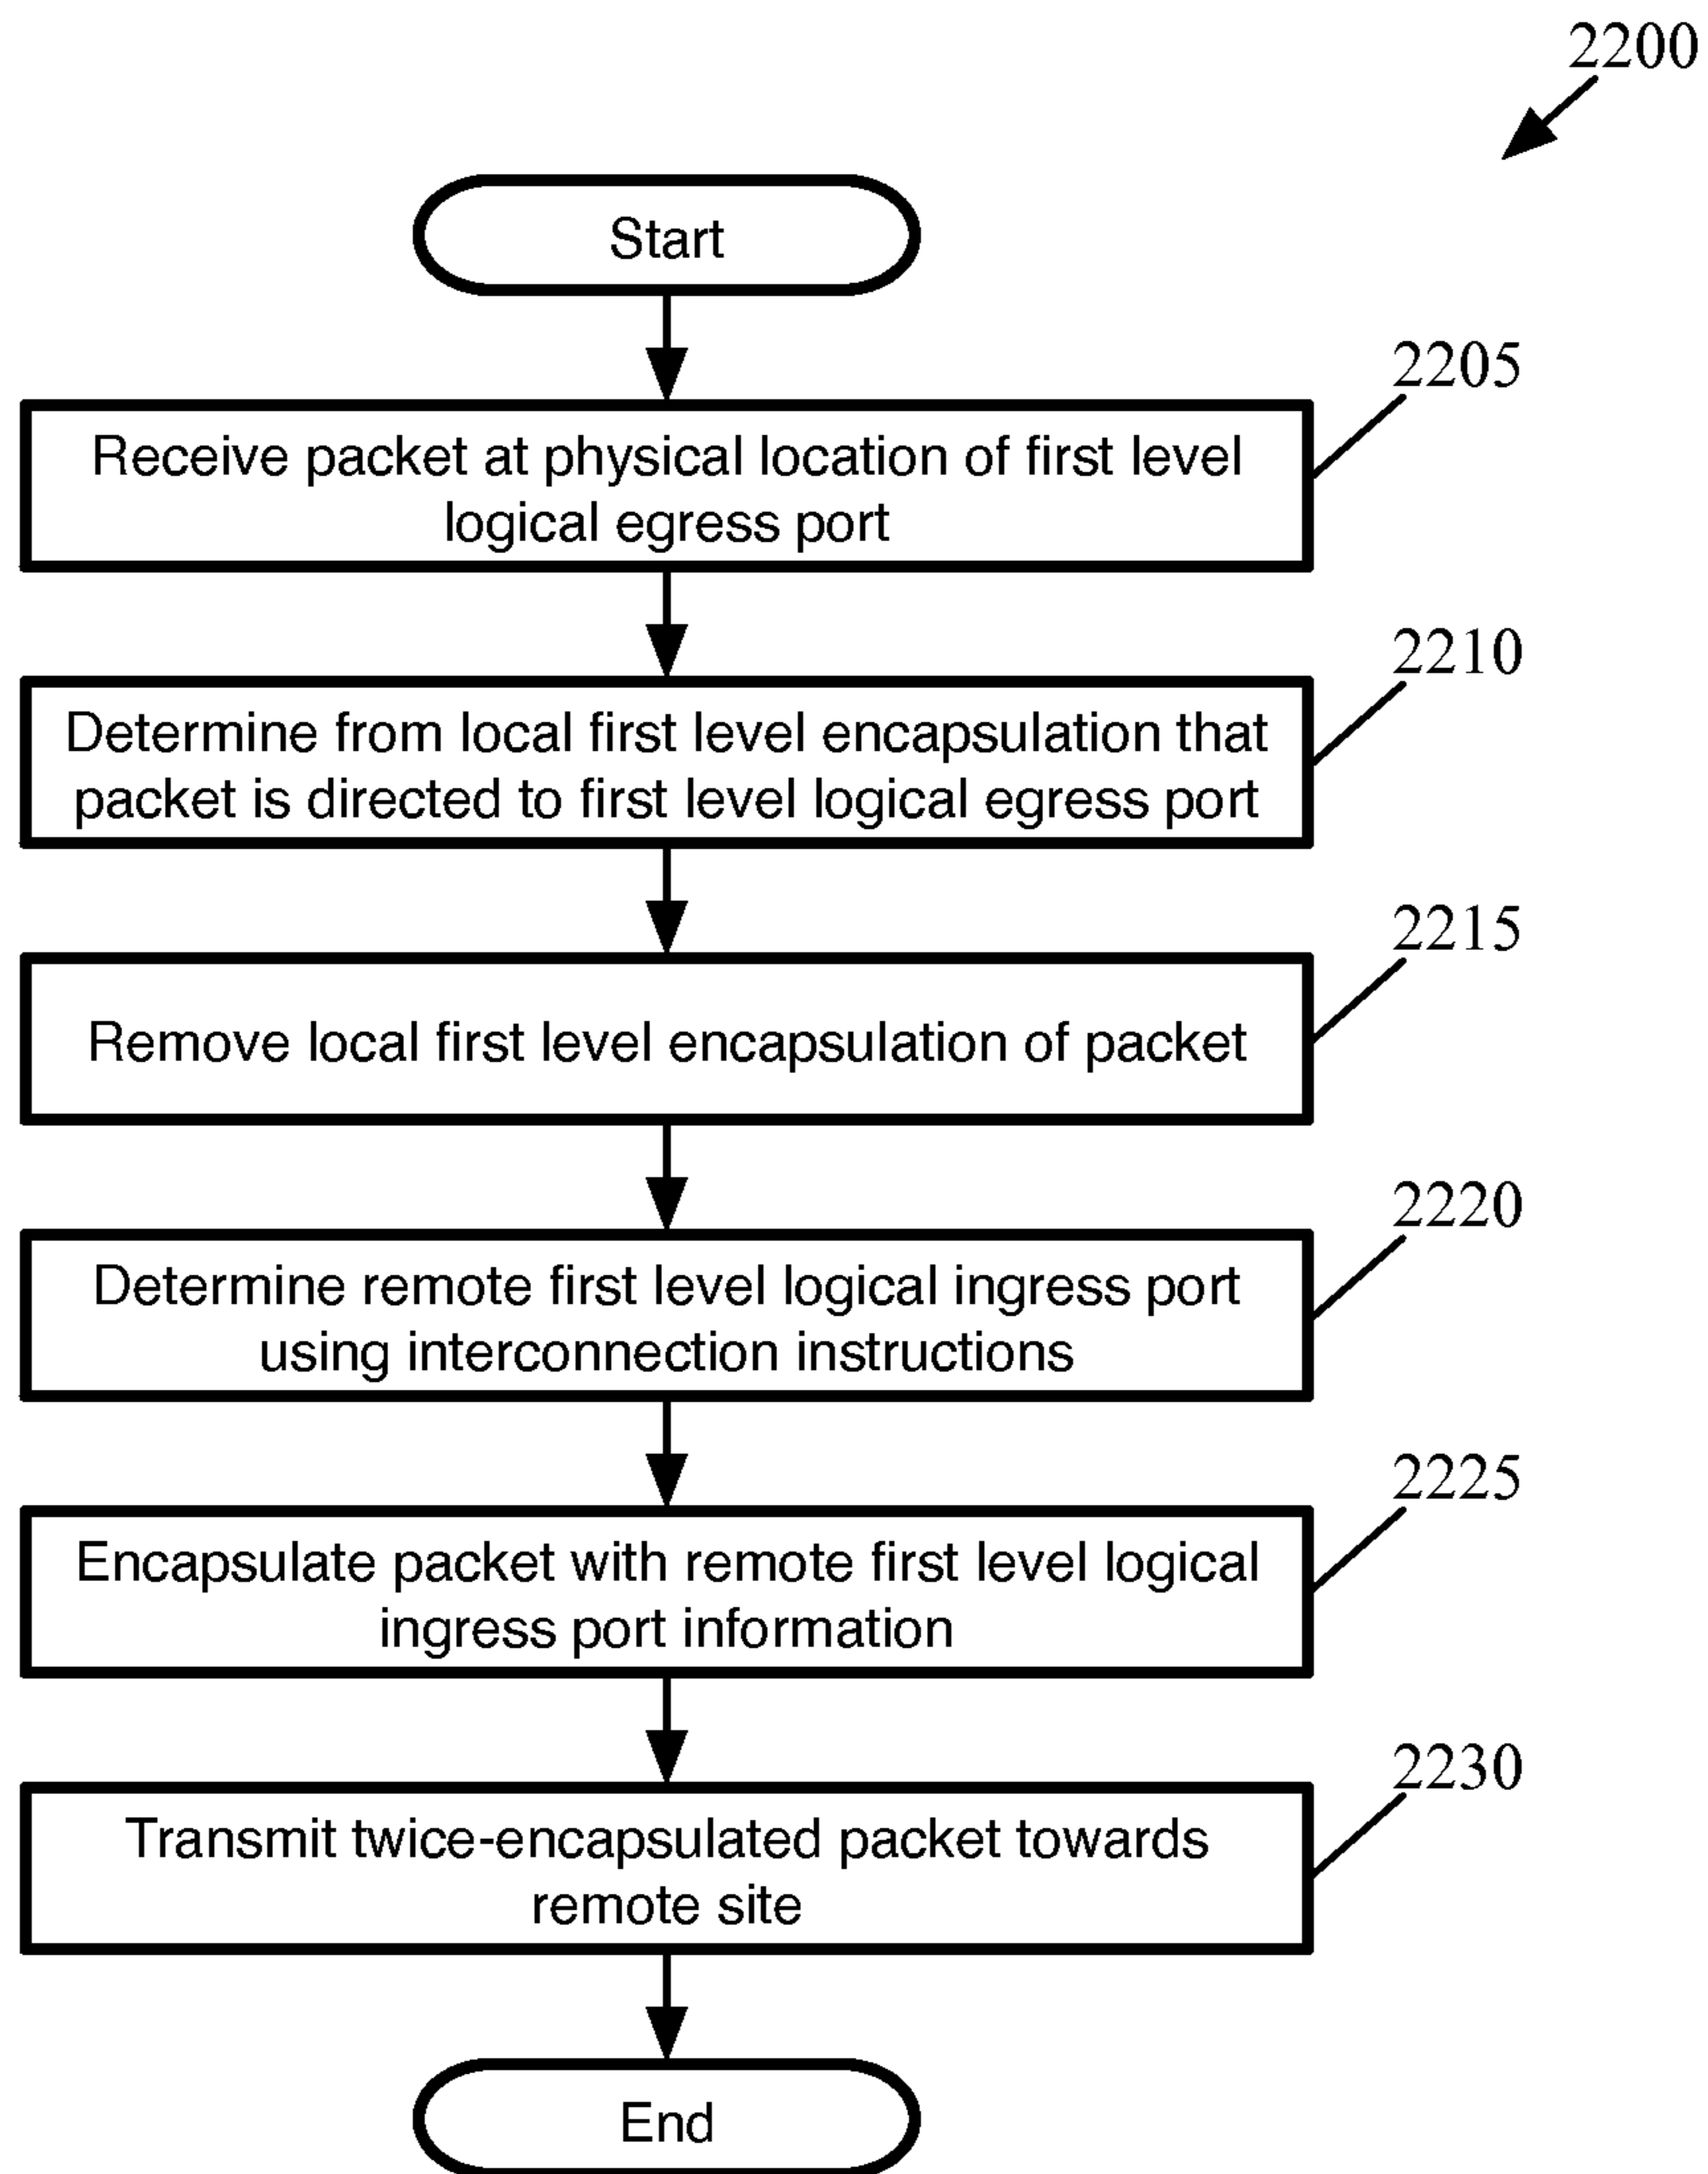 2200
Start
2205
Receive packet at physical location of first level
logical egress port
2210
Determine from local first level encapsulation that
packet is directed to first level logical egress port
2215
Remove local first level encapsulation of packet
2220
Determine remote first level logical ingress port
using interconnection instructions
2225
Encapsulate packet with remote first level logical
ingress port information
2230
Transmit twice-encapsulated packet towards
remote site
End